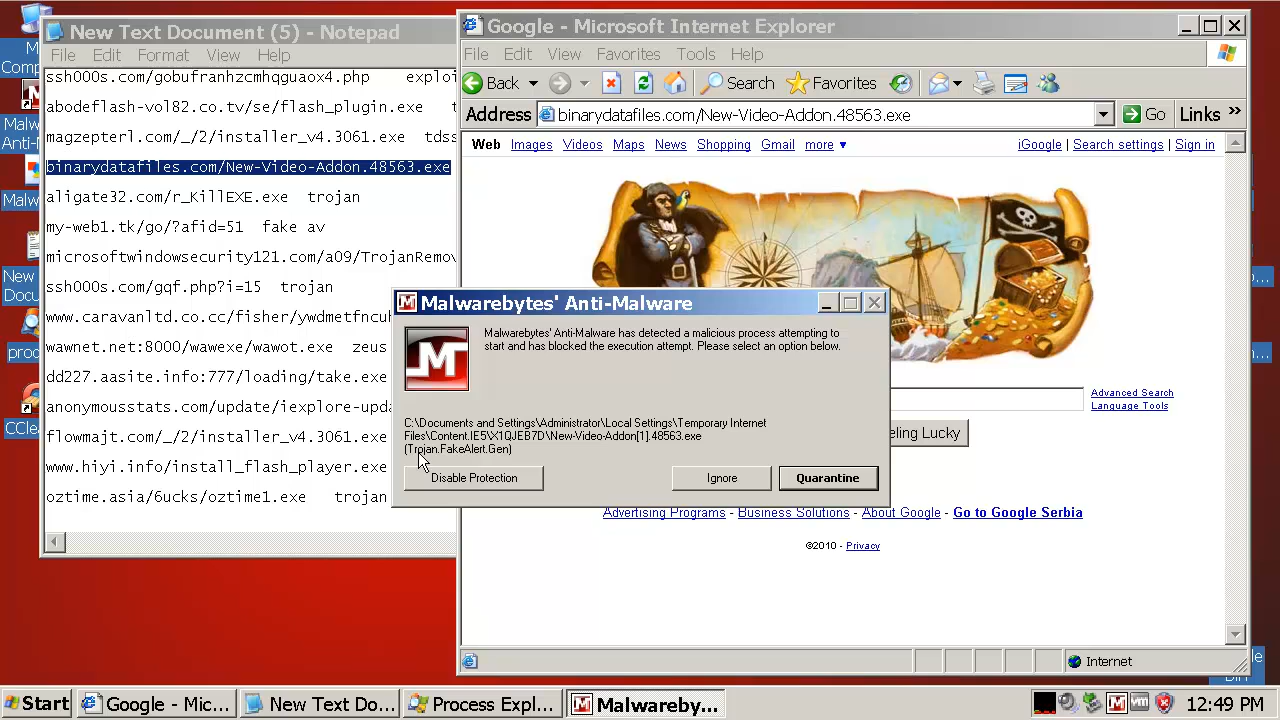 New Text Document (5) - Notepad
File Edit Format View Help
ssh000s.com/gobufranhzcmhqguaox4.php exploi
abodeflash-vol82.co.tv/se/flash_plugin.exe
magzepterl.com/_/2/installer_v4.3061.exe tdss
binarydatafiles.com/New-Video-Addon.48563.exe
aligate32.com/r_KillEXE.exe trojan
my-web1.tk/go/?afid=51 fake av
microsoftwindowsecurity121.com/a09/TrojanRemov
ssh000s.com/gqf.php?i=15 trojan
www.caravanltd.co.cc/fisher/ywdmetfncuh
wawnet.net:8000/wawexe/wawot.exe zeus
dd227.aasite.info:777/loading/take.exe
anonymousstats.com/update/iexplore-upda
flowmajt.com/_/2/installer_v4.3061.exe
www.hiyi.info/install_flash_player.exe
oztime.asia/6ucks/oztime1.exe trojan
Google - Microsoft Internet Explorer
File Edit View Favorites Tools Help
Back Search Favorites
Address binarydatafiles.com/New-Video-Addon.48563.exe Go Links »
Web Images Videos Maps News Shopping Gmail more ▼ iGoogle | Search settings | Sign in
Advanced Search
Language Tools
eling Lucky
Advertising Programs - Business Solutions - About Google - Go to Google Serbia
©2010 - Privacy
Internet
Malwarebytes' Anti-Malware
Malwarebytes' Anti-Malware has detected a malicious process attempting to
start and has blocked the execution attempt. Please select an option below.
C:\Documents and Settings\Administrator\Local Settings\Temporary Internet
Files\Content.IE5\X1QJEB7D\New-Video-Addon[1].48563.exe
(Trojan.FakeAlert.Gen)
Disable Protection Ignore Quarantine
M
Comp
Malw
Anti-M
Malw
New
Docu
proc
CCle
Start Google - Mic... New Text Do... Process Expl... Malwareby... 12:49 PM